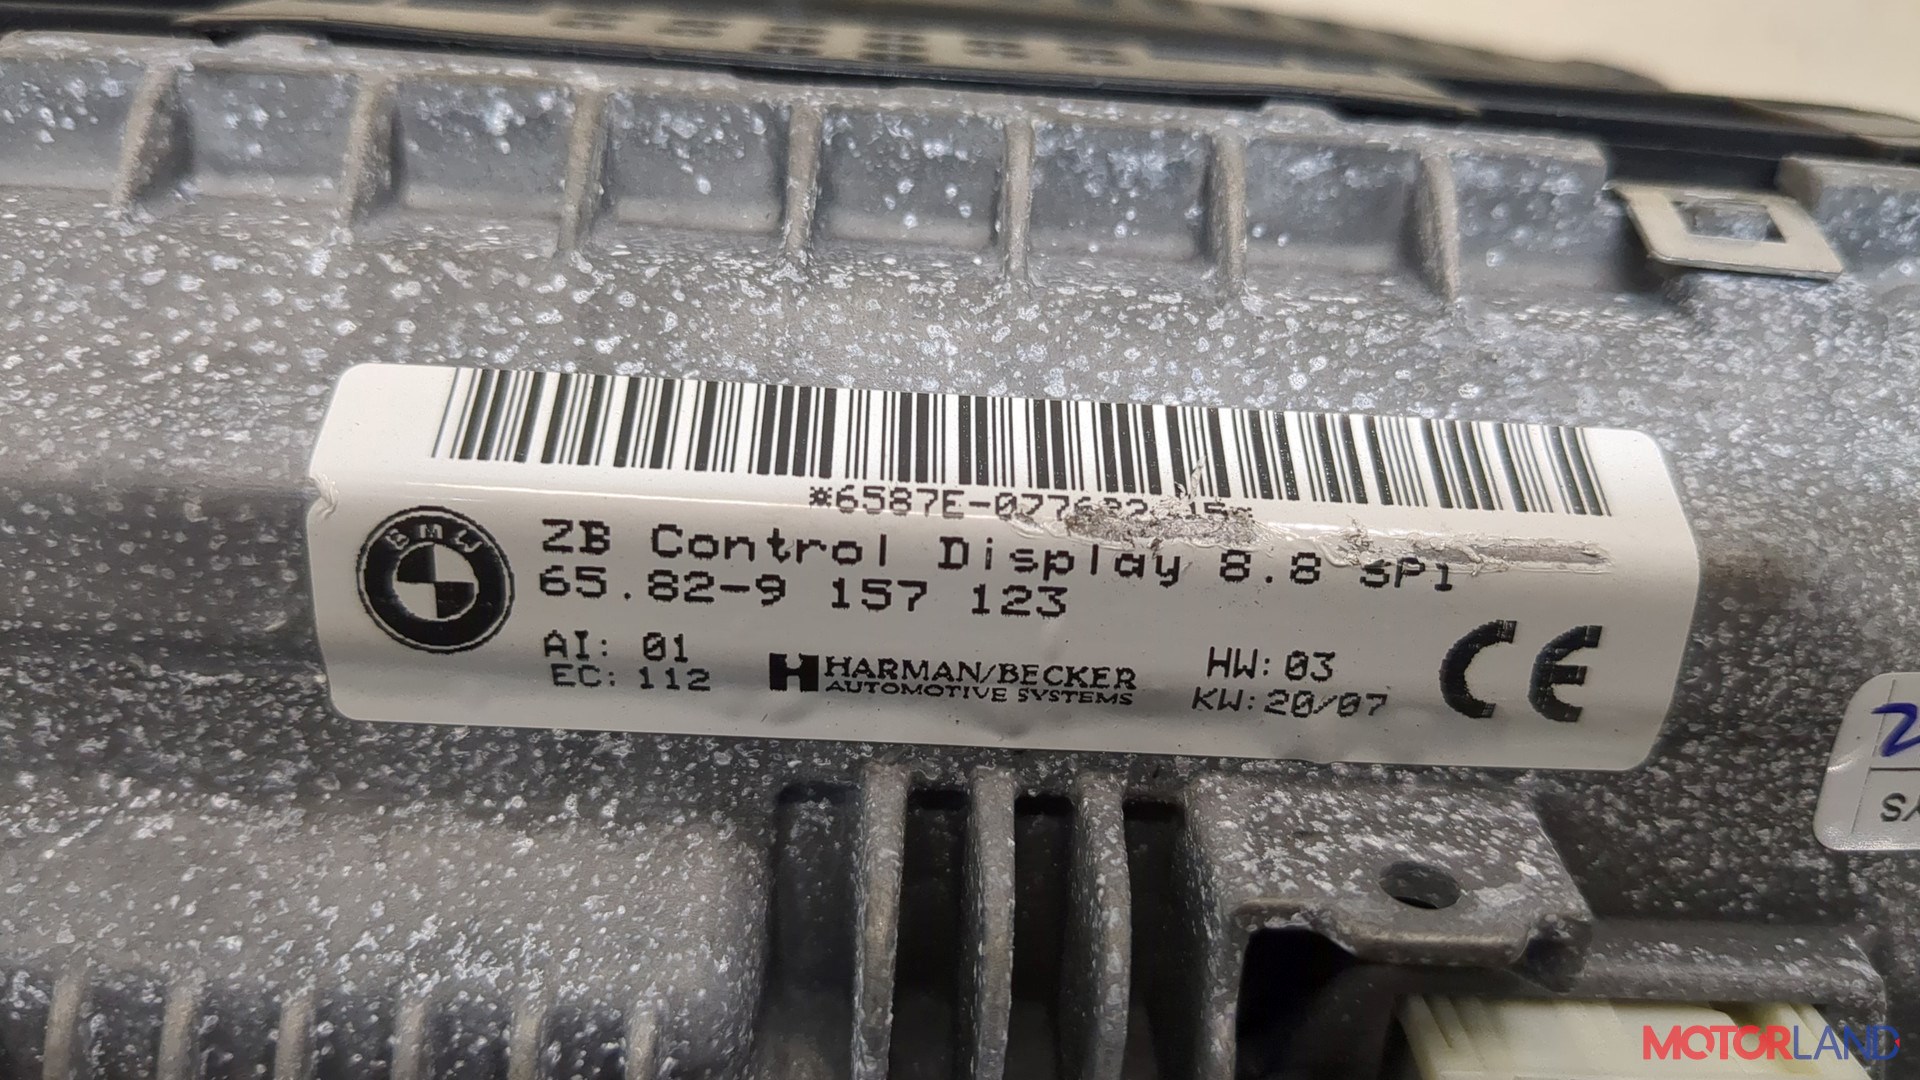 BMW
ZB Control Display 8.8
65.82-9 157 123
AI: 01
EC: 112
HARMAN/BECKER
AUTOMOTIVE SYSTEMS
HW: 03
KW: 20/07
CE
MOTORLAND